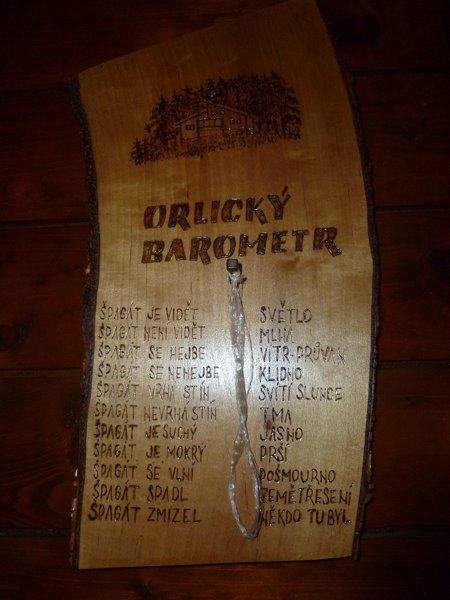 ORLICKÝ
BAROMETR
ŠPAGÁT JE VIDĚT SVĚTLO
ŠPAGÁT NENÍ VIDĚT MLHA
ŠPAGÁT SE HEJBE VÍTR-PRŮVAN
ŠPAGÁT SE NEHEJBE KLIDNO
ŠPAGÁT VRHÁ STÍN SVÍTÍ SLUNCE
ŠPAGÁT NEVRHÁ STÍN TMA
ŠPAGÁT JE SUCHÝ JASNO
ŠPAGÁT JE MOKRÝ PRŠÍ
ŠPAGÁT SE VLNÍ POŠMOURNO
ŠPAGÁT SPADL ZEMĚTŘESENÍ
ŠPAGÁT ZMIZEL NĚKDO TU BYL